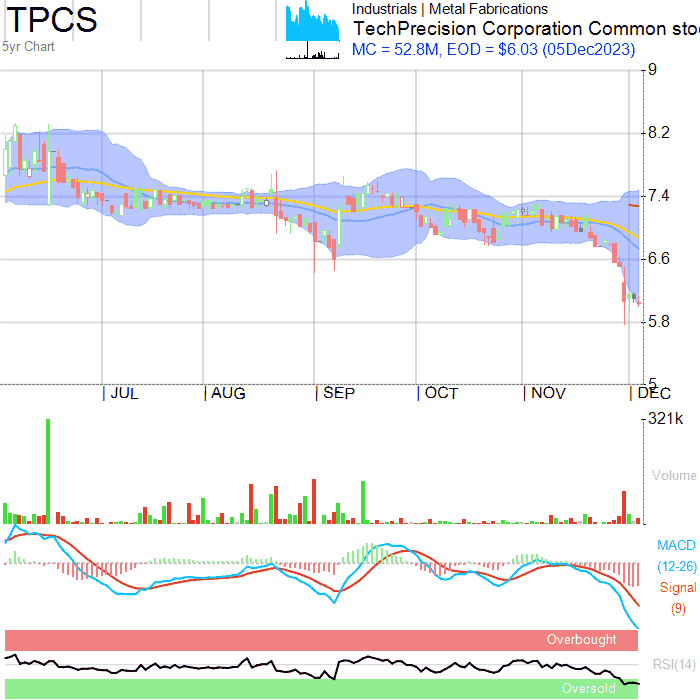 TPCS
5yr Chart
Industrials | Metal Fabrications
TechPrecision Corporation Common sto
MC = 52.8M, EOD = $6.03 (05Dec2023)
9
8.2
7.4
6.6
5.8
5
| JUL | AUG | SEP | OCT | NOV | DEC
321k
Volume
MACD
(12-26)
Signal
(9)
Overbought
RSI(14)
Oversold